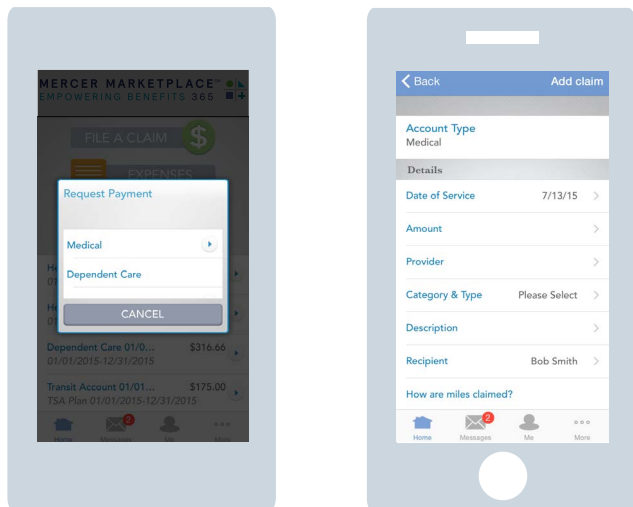 MERCER MARKETPLACE℠
EMPOWERING BENEFITS 365
FILE A CLAIM $
EXPENSES
Request Payment
Medical
Dependent Care
CANCEL
Dependent Care 01/0... $316.66
01/01/2015-12/31/2015
Transit Account 01/01... $175.00
TSA Plan 01/01/2015-12/31/2015
2
Home Messages Me More
Back Add claim
Account Type
Medical
Details
Date of Service 7/13/15
Amount
Provider
Category & Type Please Select
Description
Recipient Bob Smith
How are miles claimed?
2
Home Messages Me More